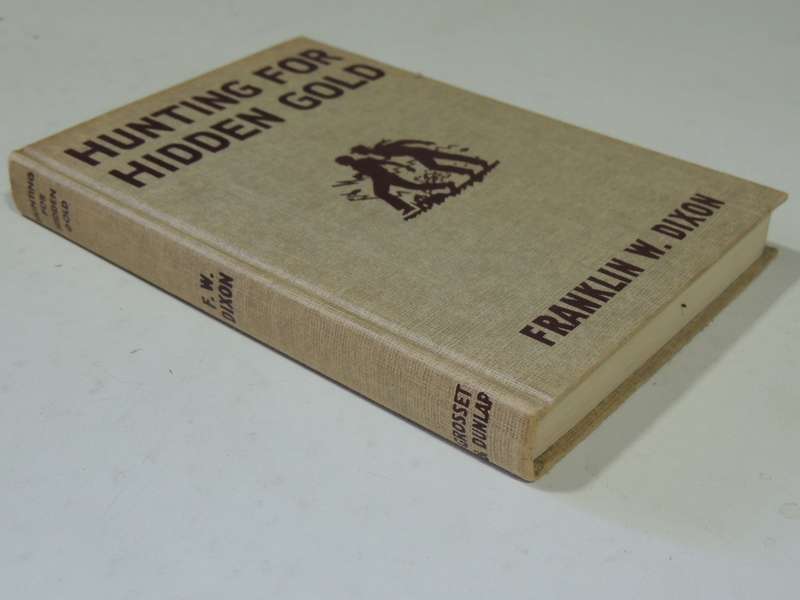 HUNTING FOR
HIDDEN GOLD
FRANKLIN W. DIXON
HUNTING
FOR
HIDDEN
GOLD
F. W.
DIXON
GROSSET
& DUNLAP